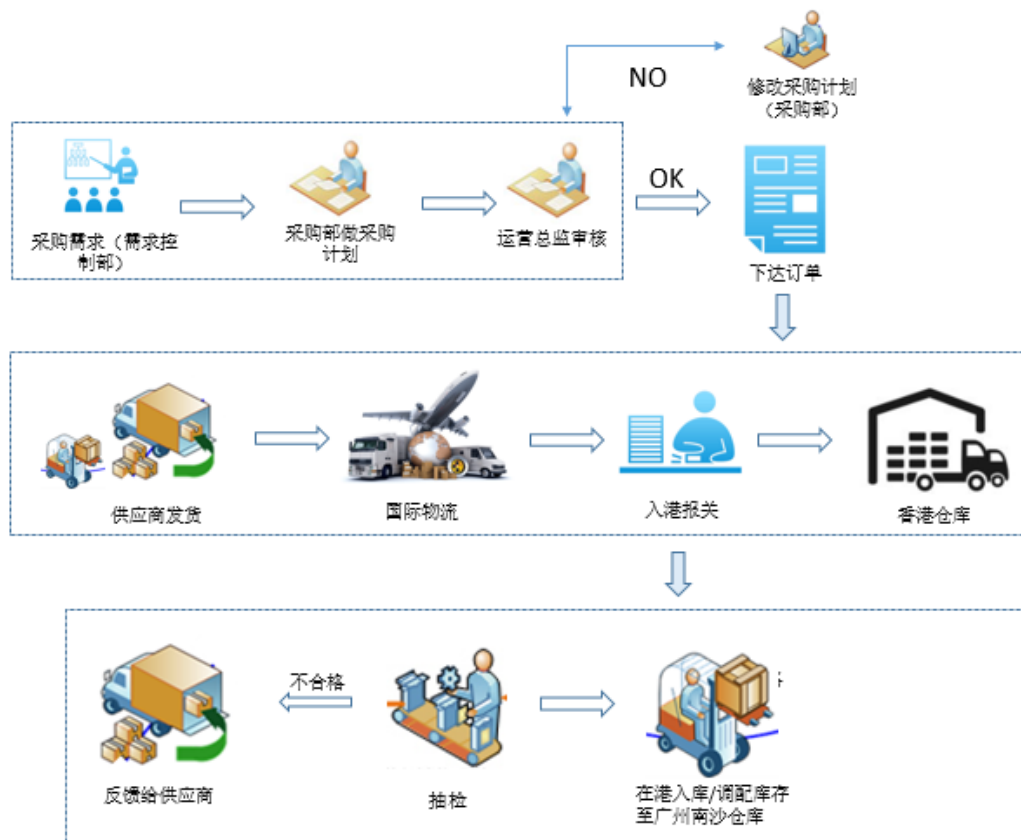 NO
修改采购计划
（采购部）
采购需求（需求控
制部）
采购部做采购
计划
运营总监审核
OK
下达订单
供应商发货
国际物流
入港报关
香港仓库
不合格
反馈给供应商
抽检
在港入库/调配库存
至广州南沙仓库